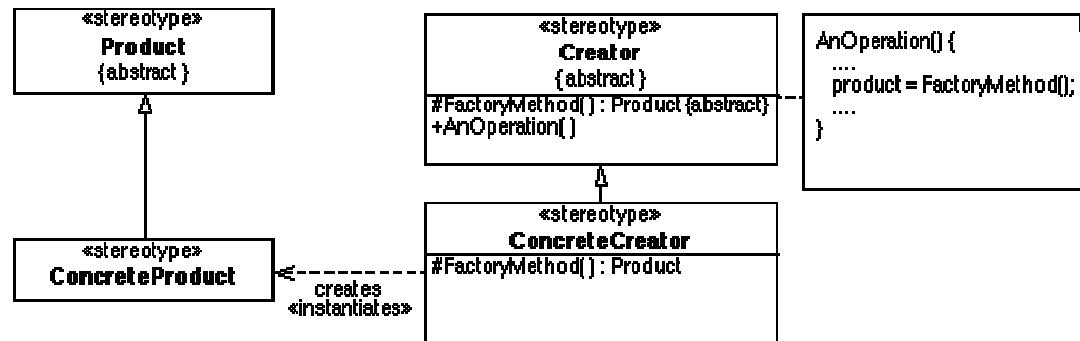 «stereotype»
Product
{abstract}
«stereotype»
Creator
{abstract}
#FactoryMethod( ) : Product {abstract}
+AnOperation( )
AnOperation() {
....
product = FactoryMethod();
....
}
«stereotype»
ConcreteProduct
creates
«instantiates»
«stereotype»
ConcreteCreator
#FactoryMethod( ) : Product